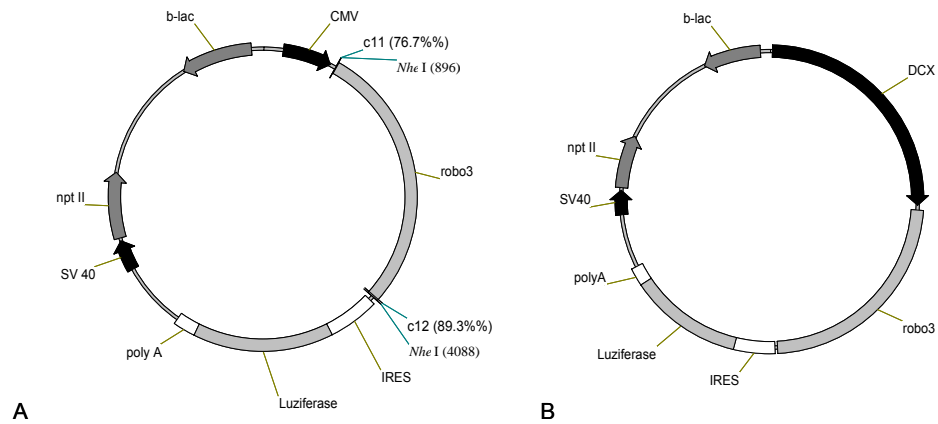 b-lac
CMV
c11 (76.7%%)
Nhe I (896)
robo3
npt II
SV 40
c12 (89.3%%)
Nhe I (4088)
poly A
IRES
Luziferase
A
b-lac
DCX
npt II
SV40
polyA
robo3
Luziferase
IRES
B